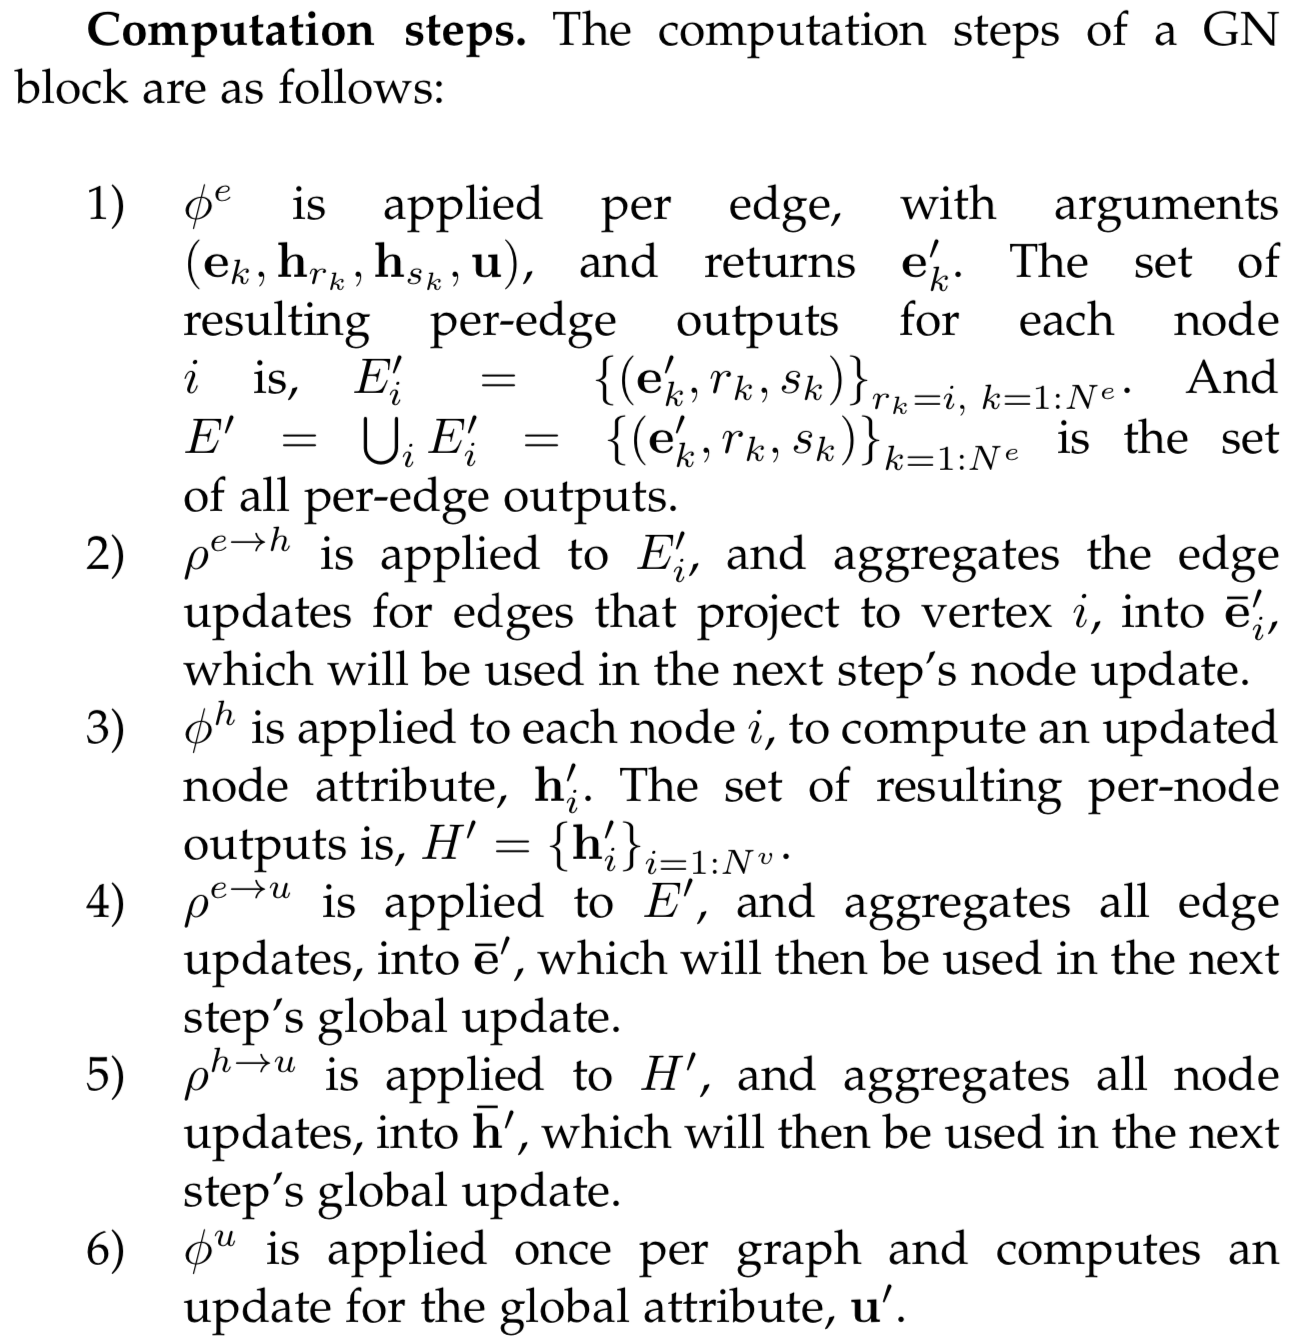 Computation steps. The computation steps of a GN
block are as follows:
1) $\phi^e$ is applied per edge, with arguments
$(\mathbf{e}_k, \mathbf{h}_{r_k}, \mathbf{h}_{s_k}, \mathbf{u})$, and returns $\mathbf{e}'_k$. The set of
resulting per-edge outputs for each node
$i$ is, $E'_i = \{(\mathbf{e}'_k, r_k, s_k)\}_{r_k=i,\ k=1:N^e}$. And
$E' = \bigcup_i E'_i = \{(\mathbf{e}'_k, r_k, s_k)\}_{k=1:N^e}$ is the set
of all per-edge outputs.
2) $\rho^{e \to h}$ is applied to $E'_i$, and aggregates the edge
updates for edges that project to vertex $i$, into $\bar{\mathbf{e}}'_i$,
which will be used in the next step's node update.
3) $\phi^h$ is applied to each node $i$, to compute an updated
node attribute, $\mathbf{h}'_i$. The set of resulting per-node
outputs is, $H' = \{\mathbf{h}'_i\}_{i=1:N^v}$.
4) $\rho^{e \to u}$ is applied to $E'$, and aggregates all edge
updates, into $\bar{\mathbf{e}}'$, which will then be used in the next
step's global update.
5) $\rho^{h \to u}$ is applied to $H'$, and aggregates all node
updates, into $\bar{\mathbf{h}}'$, which will then be used in the next
step's global update.
6) $\phi^u$ is applied once per graph and computes an
update for the global attribute, $\mathbf{u}'$.